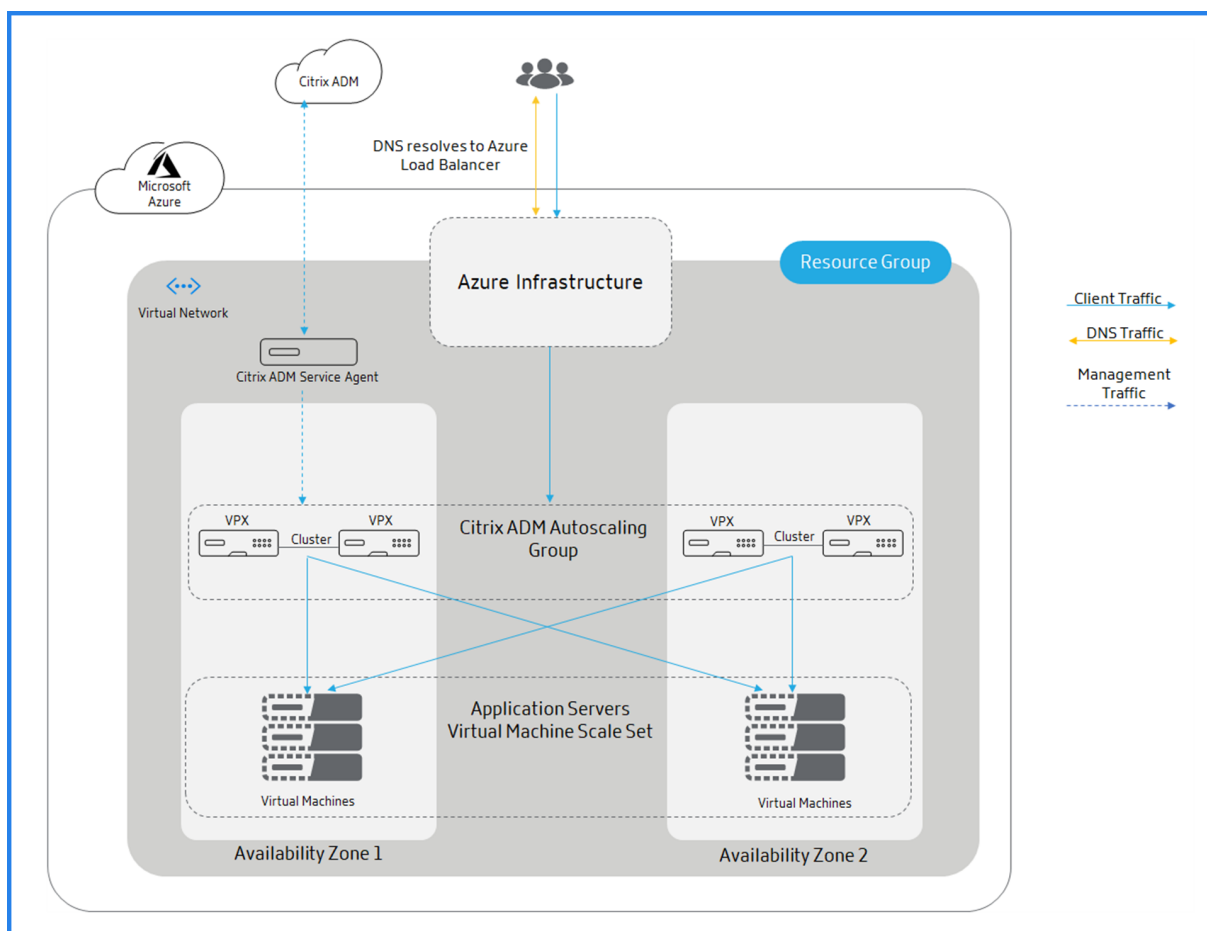 Citrix ADM
DNS resolves to Azure
Load Balancer
Microsoft
Azure
Azure Infrastructure
Resource Group
Virtual Network
Client Traffic
DNS Traffic
Management
Traffic
Citrix ADM Service Agent
VPX
VPX
Cluster
Citrix ADM Autoscaling
Group
VPX
VPX
Cluster
Application Servers
Virtual Machine Scale Set
Virtual Machines
Virtual Machines
Availability Zone 1
Availability Zone 2